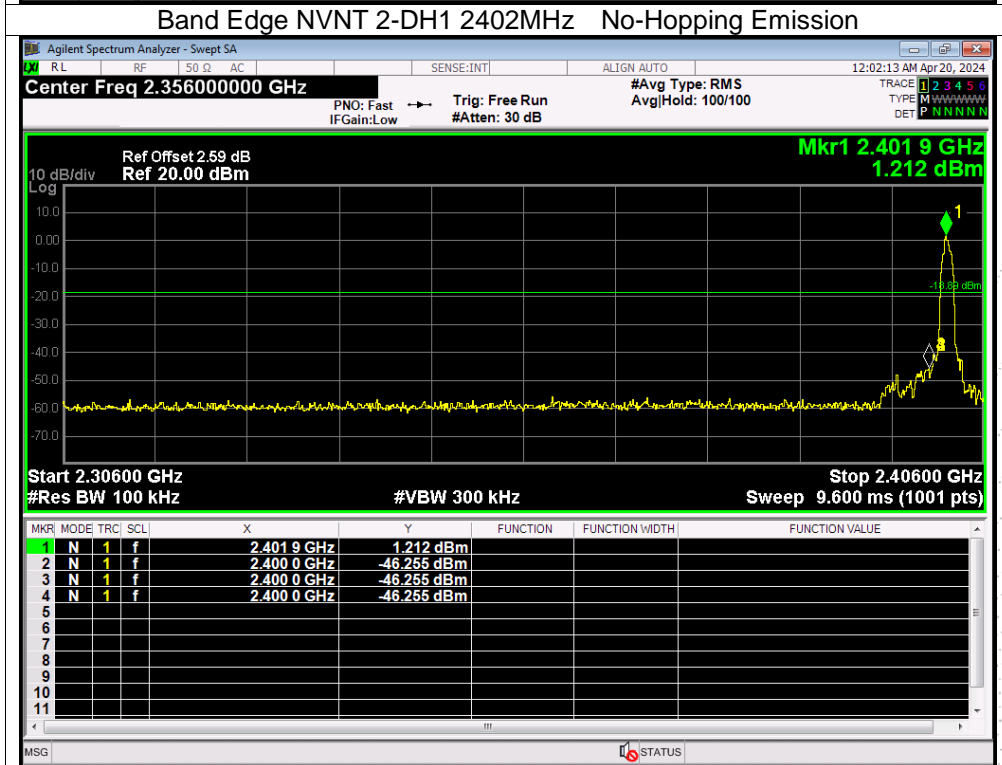 Band Edge NVNT 2-DH1 2402MHz No-Hopping Emission
Agilent Spectrum Analyzer - Swept SA
LXI RL RF 50 Ω AC SENSE:INT ALIGN AUTO 12:02:13 AM Apr 20, 2024
Center Freq 2.356000000 GHz
PNO: Fast
IFGain:Low
Trig: Free Run
#Atten: 30 dB
#Avg Type: RMS
Avg|Hold: 100/100
TRACE 1 2 3 4 5 6
TYPE M WWWWW
DET P N N N N N
Ref Offset 2.59 dB
10 dB/div Ref 20.00 dBm
Log
Mkr1 2.401 9 GHz
1.212 dBm
10.0
0.00
-10.0
-20.0
-30.0
-40.0
-50.0
-60.0
-70.0
1
-18.89 dBm
Start 2.30600 GHz Stop 2.40600 GHz
#Res BW 100 kHz #VBW 300 kHz Sweep 9.600 ms (1001 pts)
MKR MODE TRC SCL X Y FUNCTION FUNCTION WIDTH FUNCTION VALUE
1 N 1 f 2.401 9 GHz 1.212 dBm
2 N 1 f 2.400 0 GHz -46.255 dBm
3 N 1 f 2.400 0 GHz -46.255 dBm
4 N 1 f 2.400 0 GHz -46.255 dBm
5
6
7
8
9
10
11
MSG STATUS